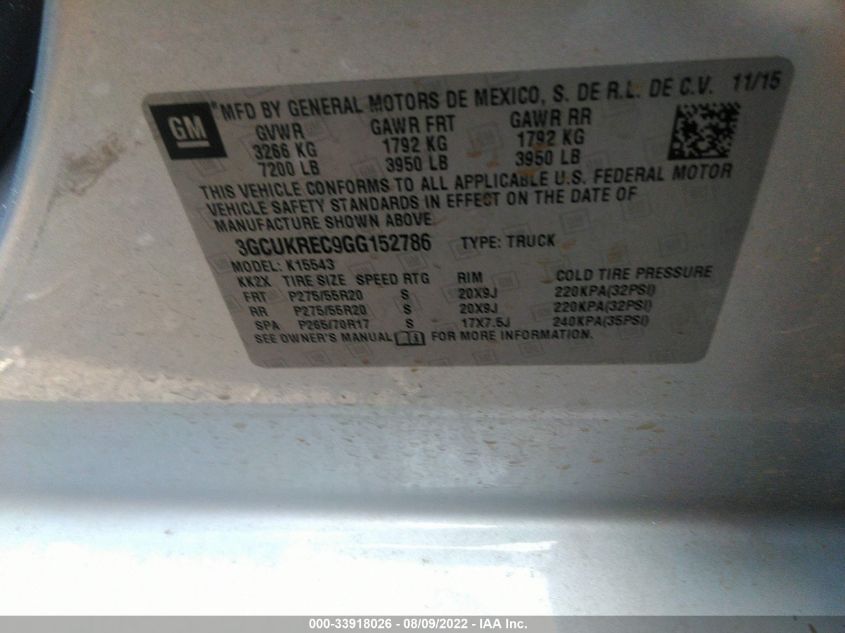 GM
MFD BY GENERAL MOTORS DE MEXICO, S. DE R.L. DE C.V. 11/15
GVWR GAWR FRT GAWR RR
3266 KG 1792 KG 1792 KG
7200 LB 3950 LB 3950 LB
THIS VEHICLE CONFORMS TO ALL APPLICABLE U.S. FEDERAL MOTOR
VEHICLE SAFETY STANDARDS IN EFFECT ON THE DATE OF
MANUFACTURE SHOWN ABOVE.
3GCUKREC9GG152786 TYPE: TRUCK
MODEL: K15543
KK2X TIRE SIZE SPEED RTG RIM COLD TIRE PRESSURE
FRT P275/55R20 S 20X9J 220KPA(32PSI)
RR P275/55R20 S 20X9J 220KPA(32PSI)
SPA P265/70R17 S 17X7.5J 240KPA(35PSI)
SEE OWNER'S MANUAL FOR MORE INFORMATION.
000-33918026 - 08/09/2022 - IAA Inc.